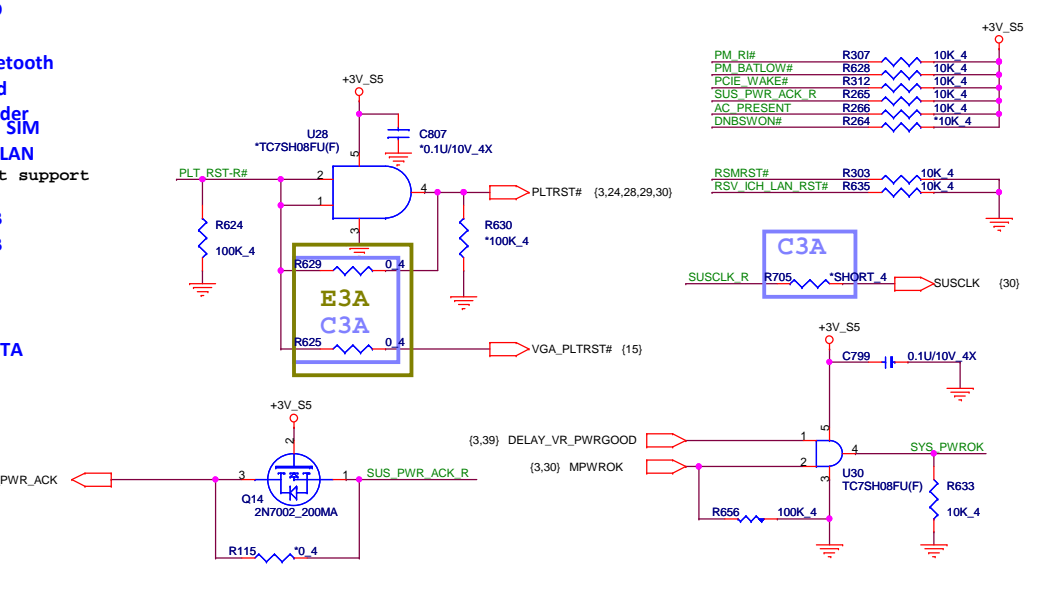 etooth
d
der
SIM
LAN
t support
TA
+3V_S5
U28
*TC7SH08FU(F)
C807
*0.1U/10V_4X
5
PLT_RST-R#
2
1
4
3
PLTRST# {3,24,28,29,30}
R624
100K_4
R630
*100K_4
R629
0_4
E3A
C3A
R625
0_4
VGA_PLTRST# {15}
+3V_S5
PM_RI# R307 10K_4
PM_BATLOW# R628 10K_4
PCIE_WAKE# R312 10K_4
SUS_PWR_ACK_R R265 10K_4
AC_PRESENT R266 10K_4
DNBSWON# R264 *10K_4
RSMRST# R303 10K_4
RSV_ICH_LAN_RST# R635 10K_4
C3A
SUSCLK_R R705 *SHORT_4 SUSCLK {30}
+3V_S5
2
PWR_ACK
3
1
SUS_PWR_ACK_R
Q14
2N7002_200MA
R115 *0_4
+3V_S5
C799 0.1U/10V_4X
5
{3,39} DELAY_VR_PWRGOOD
1
{3,30} MPWROK
2
4
SYS_PWROK
3
U30
TC7SH08FU(F)
R633
10K_4
R656 100K_4